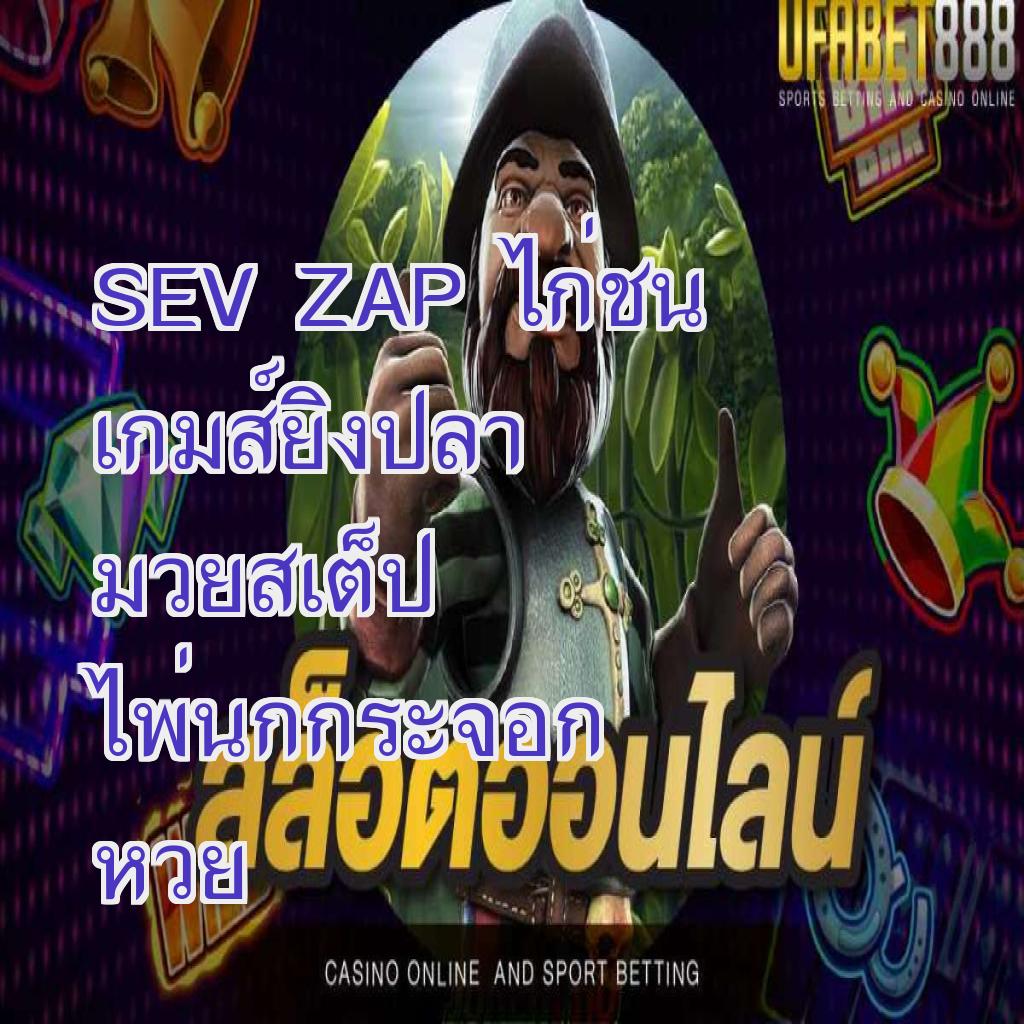 UFABET888
SPORTS BETTING AND CASINO ONLINE
BAR
SEV ZAP ไก่ชน
เกมส์ยิงปลา
มวยสเต็ป
ไพ่นกกระจอก
สล็อตออนไลน์
หวย
CASINO ONLINE AND SPORT BETTING